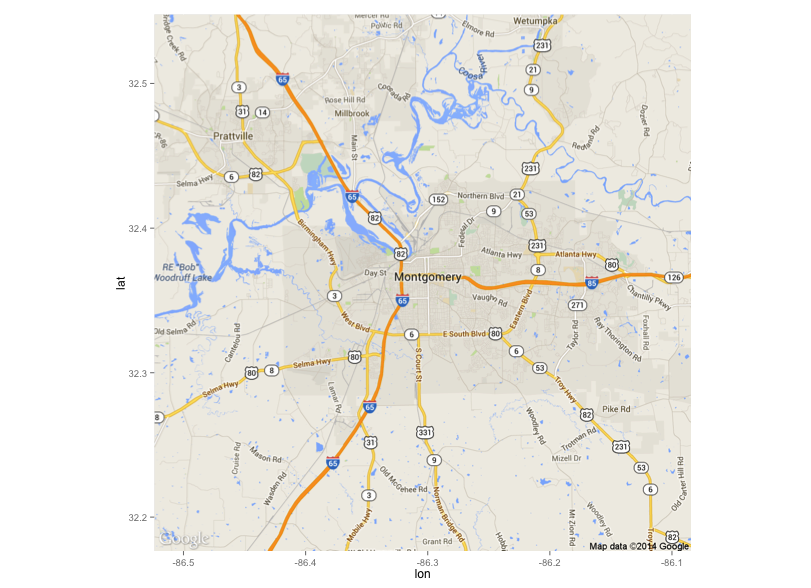 Mercer Rd
Public Rd
Elmore Rd
Wetumpka
231
65
Coosa
River
21
3
9
Coosada
Rose Hill Rd
31
14
Millbrook
Dozier Rd
Prattville
Main St
Redland Rd
231
Selma Hwy
6
82
65
152
Northern Blvd
21
82
9
53
Federal Dr
Birmingham Hwy
231
82
Atlanta Hwy
Atlanta Hwy
80
RE "Bob"
Woodruff Lake
Day St
Montgomery
8
85
126
Chantilly Pkwy
3
65
Vaughn Rd
271
Eastern Blvd
Old Selma Rd
West Blvd
6
E South Blvd
80
Taylor Rd
Ray Thorington Rd
Foxhall Rd
Cantelou Rd
80
8
Selma Hwy
80
S Court St
6
53
Selma Hwy
8
Lamar Rd
65
Troy Hwy
82
Pike Rd
Woodley Rd
331
31
Trotman Rd
231
Cruise Rd
Mason Rd
65
9
Mizell Dr
53
Wasden Rd
Old McGehee Rd
6
Old Carter Hill Rd
3
Norman Bridge Rd
Woodley Rd
Mt Zion Rd
Mobile Hwy
Grant Rd
Troy
82
Google
Map data ©2014 Google
32.5
32.4
32.3
32.2
lat
-86.5
-86.4
-86.3
-86.2
-86.1
lon